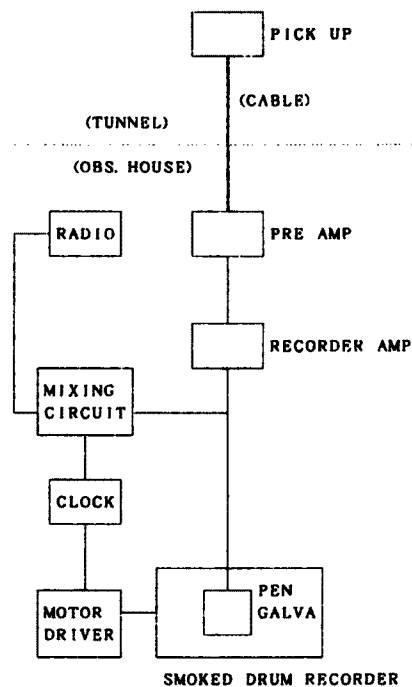 PICK UP
(CABLE)
(TUNNEL)
(OBS. HOUSE)
RADIO
PRE AMP
RECORDER AMP
MIXING
CIRCUIT
CLOCK
MOTOR
DRIVER
PEN
GALVA
SMOKED DRUM RECORDER